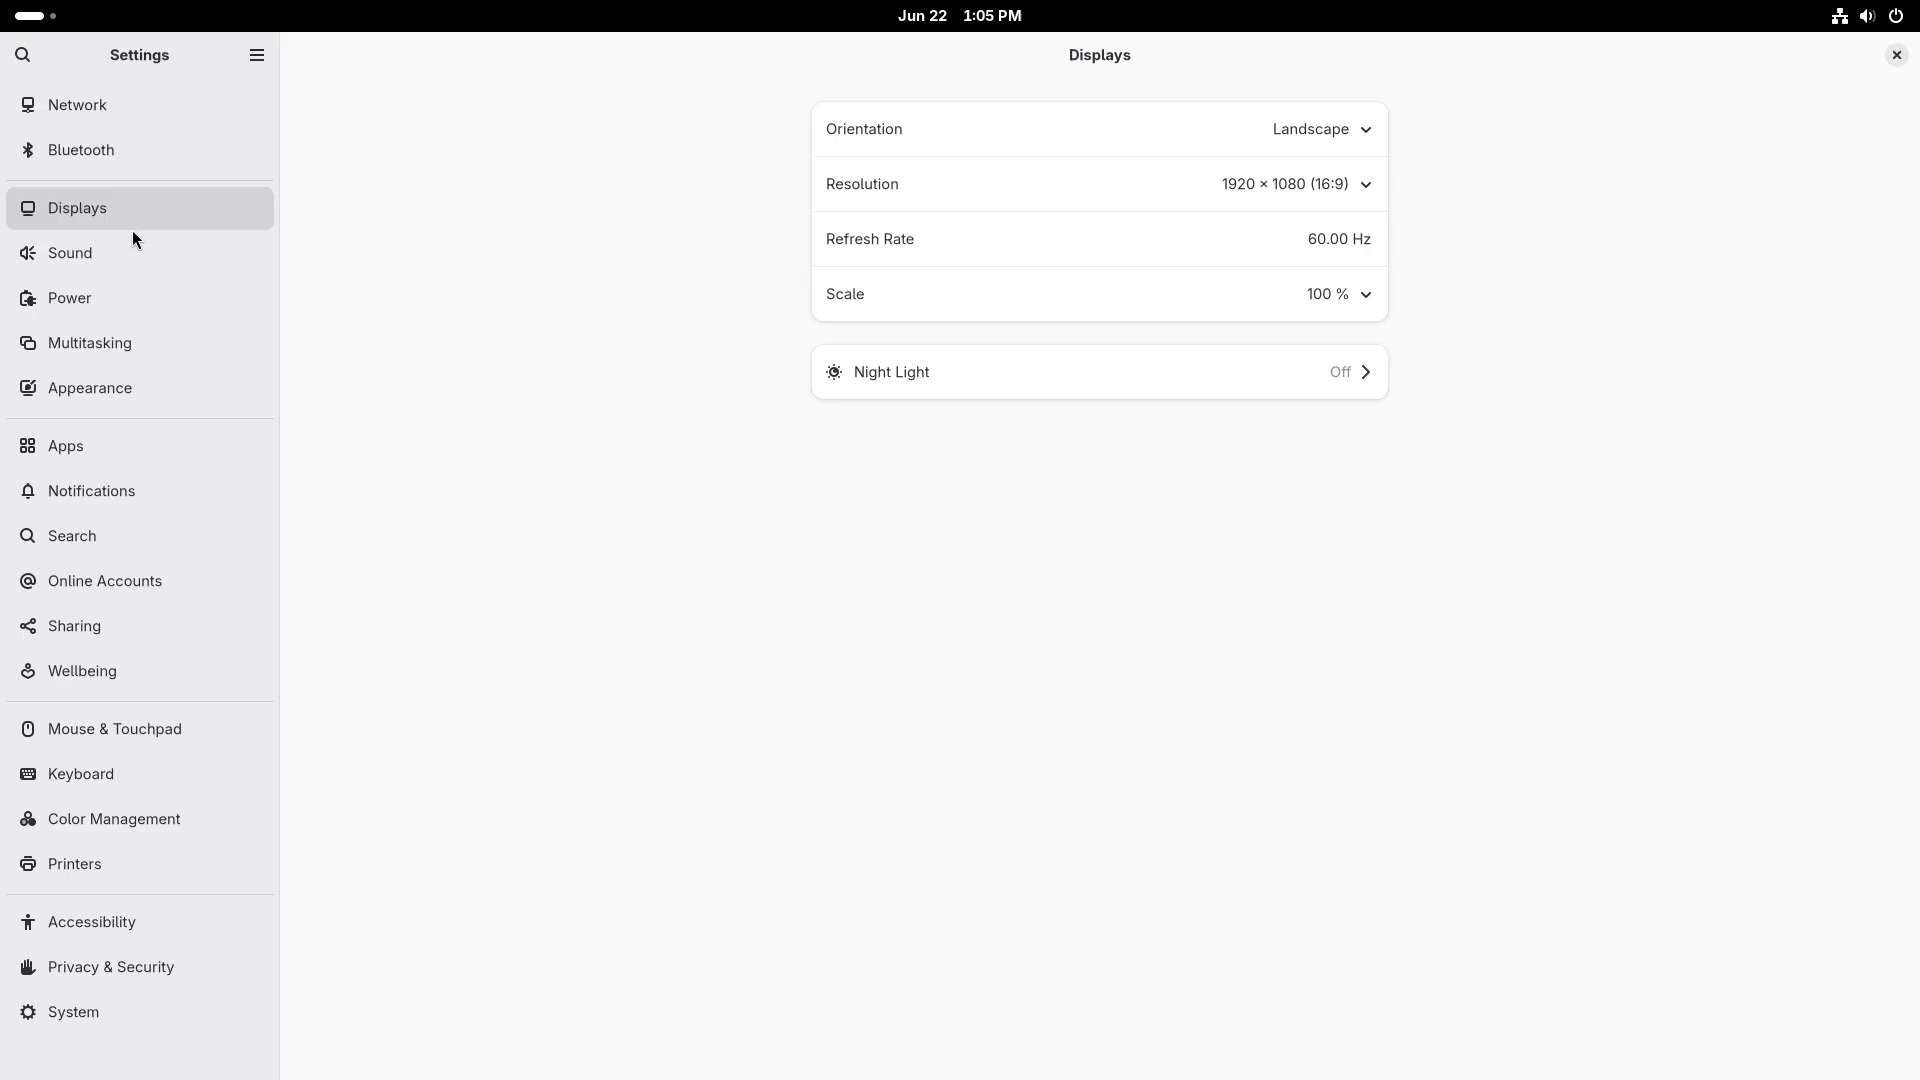 Jun 22 1:05 PM
Settings
Displays
Network
Bluetooth
Displays
Sound
Power
Multitasking
Appearance
Apps
Notifications
Search
Online Accounts
Sharing
Wellbeing
Mouse & Touchpad
Keyboard
Color Management
Printers
Accessibility
Privacy & Security
System
Orientation Landscape
Resolution 1920 × 1080 (16:9)
Refresh Rate 60.00 Hz
Scale 100 %
Night Light Off